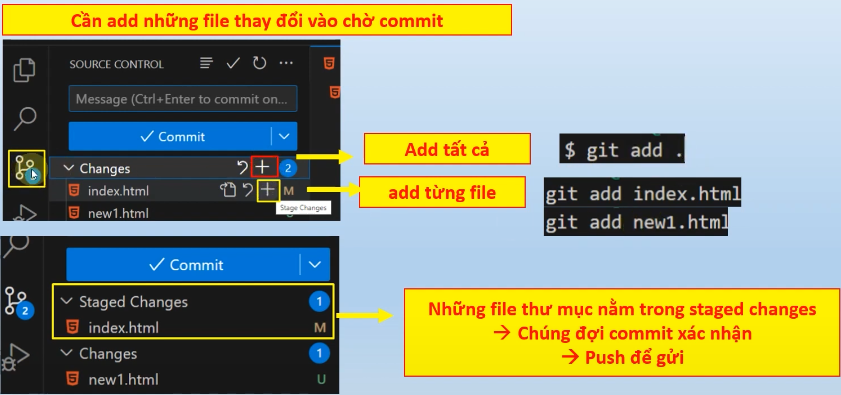 Cần add những file thay đổi vào chờ commit
SOURCE CONTROL
Message (Ctrl+Enter to commit on...
Commit
Changes
2
index.html
M
Stage Changes
new1.html
Add tất cả
$ git add .
add từng file
git add index.html
git add new1.html
Commit
Staged Changes
1
index.html
M
2
Changes
1
new1.html
U
Những file thư mục nằm trong staged changes
→ Chúng đợi commit xác nhận
→ Push để gửi